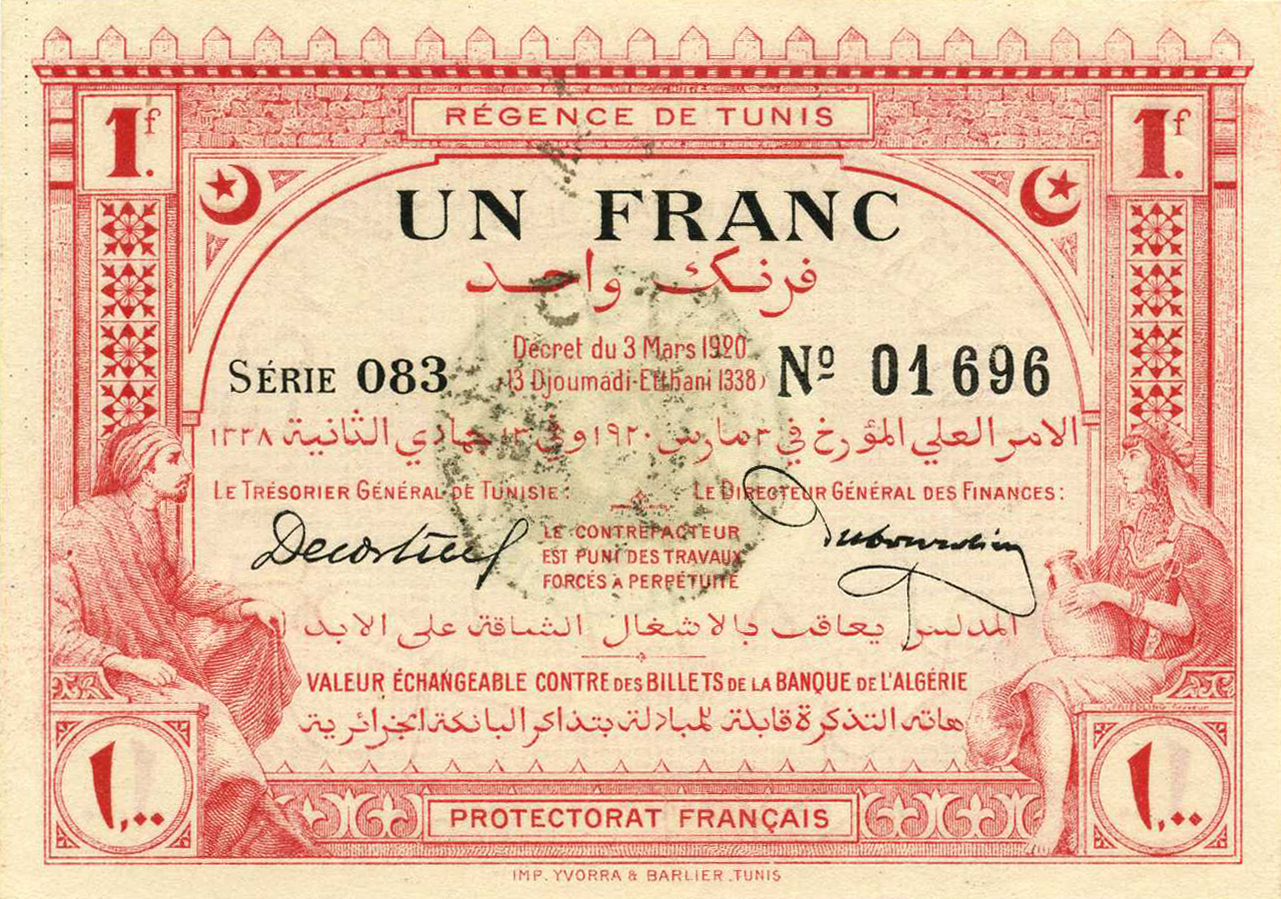 1f.
RÉGENCE DE TUNIS
1f.
UN FRANC
فرنك واحد
SÉRIE 083
Décret du 3 Mars 1920
(13 Djoumadi-Etthani 1338)
Nº 01696
الامر العلي المؤرخ في ٣ مارس ١٩٢٠ وفي ١٣ جمادي الثانية ١٣٣٨
LE TRÉSORIER GÉNÉRAL DE TUNISIE :
LE DIRECTEUR GÉNÉRAL DES FINANCES :
LE CONTREFACTEUR
EST PUNI DES TRAVAUX
FORCÉS A PERPÉTUITÉ
المدلس يعاقب بالاشغال الشاقة على الابد
VALEUR ÉCHANGEABLE CONTRE DES BILLETS DE LA BANQUE DE L'ALGÉRIE
هاته التذكرة قابلة للمبادلة بتذاكر البانكة الجزائرية
١,٠٠
PROTECTORAT FRANÇAIS
١,٠٠
IMP. YVORRA & BARLIER _TUNIS